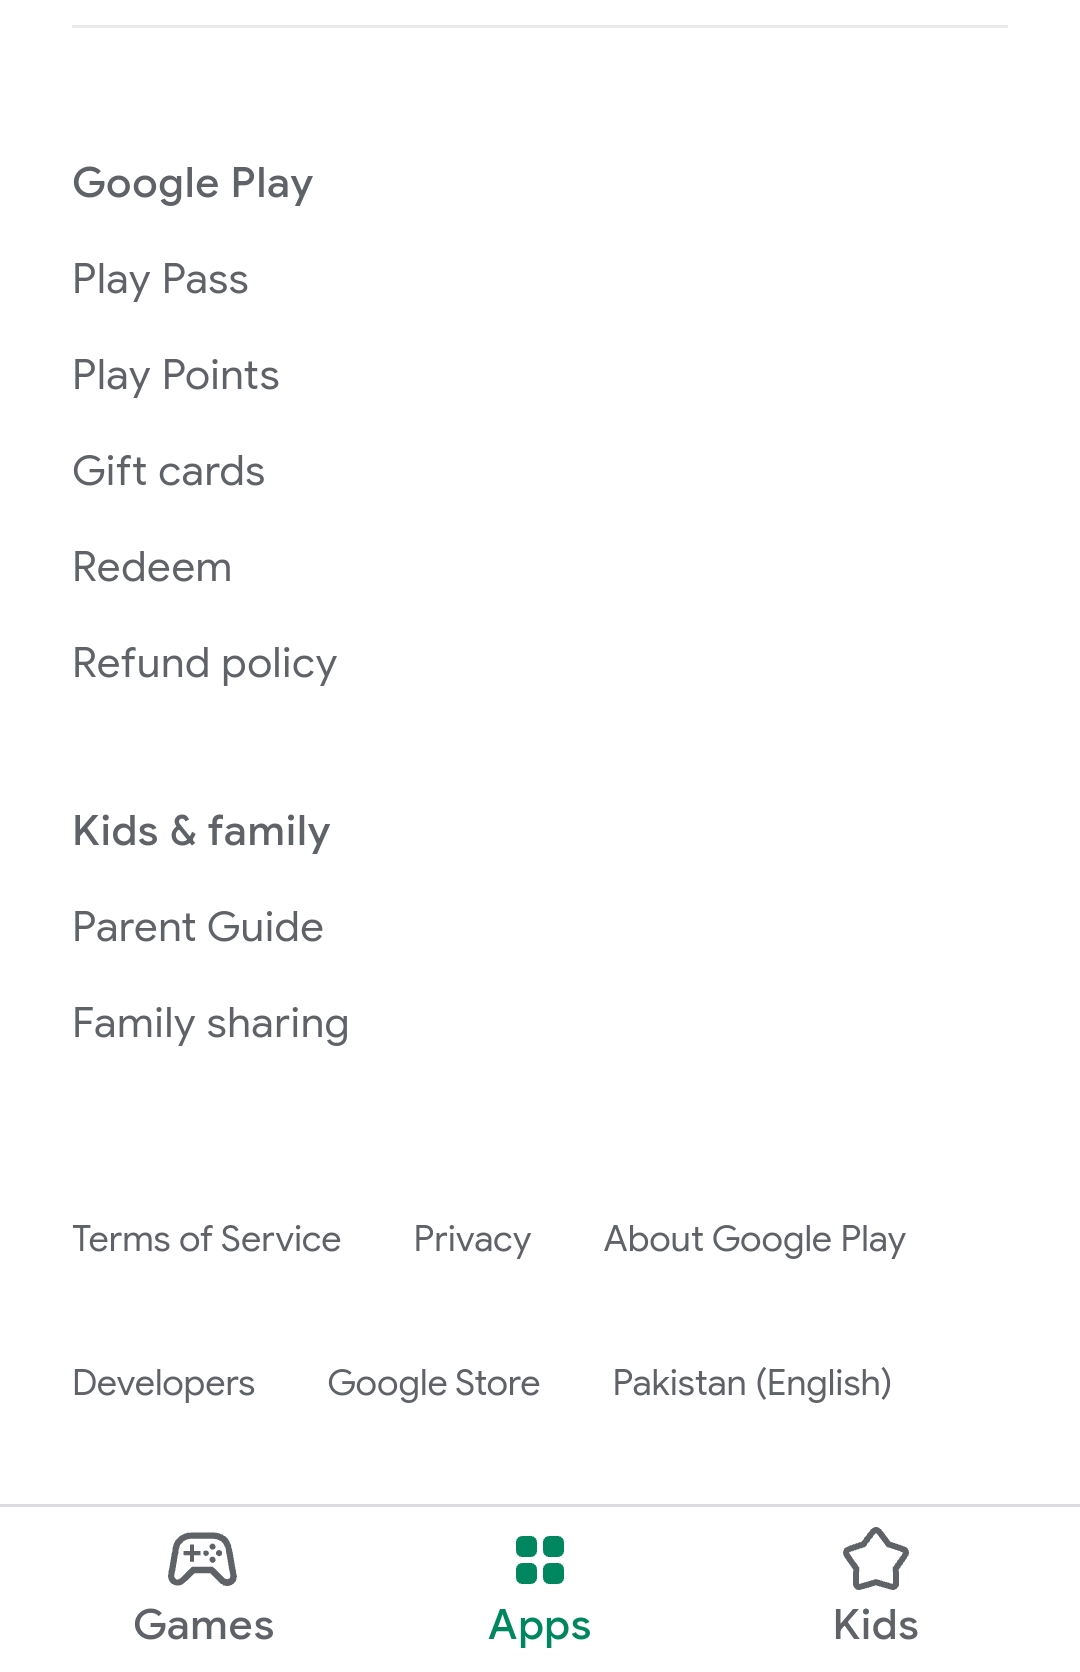 Google Play
Play Pass
Play Points
Gift cards
Redeem
Refund policy
Kids & family
Parent Guide
Family sharing
Terms of Service Privacy About Google Play
Developers Google Store Pakistan (English)
Games Apps Kids